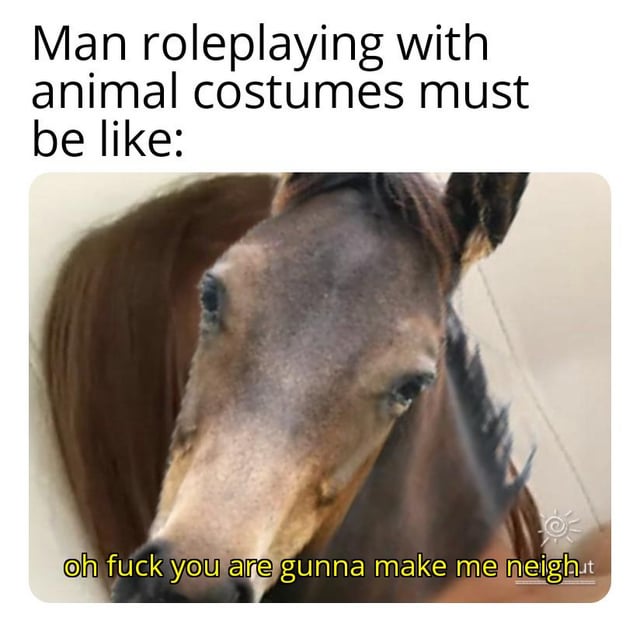 Man roleplaying with
animal costumes must
be like:
oh fuck you are gunna make me neigh